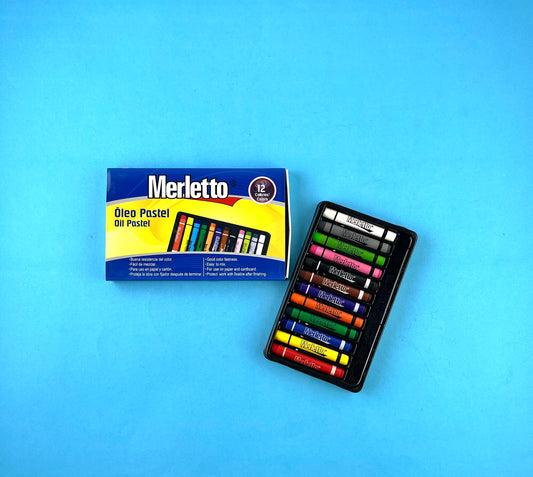 Merletto
12
Colores
Colors
Óleo Pastel
Oil Pastel
•Buena resistencia del color.
•Fácil de mezclar.
•Para uso en papel y cartón.
•Proteja la obra con fijador después de terminar.
•Good color fastness.
•Easy to mix.
•For use on paper and cardboard.
•Protect work with fixative after finishing.
Merletto
Merletto
Merletto
Merletto
Merletto
Merletto
Merletto
Merletto
Merletto
Merletto
Merletto
Merletto